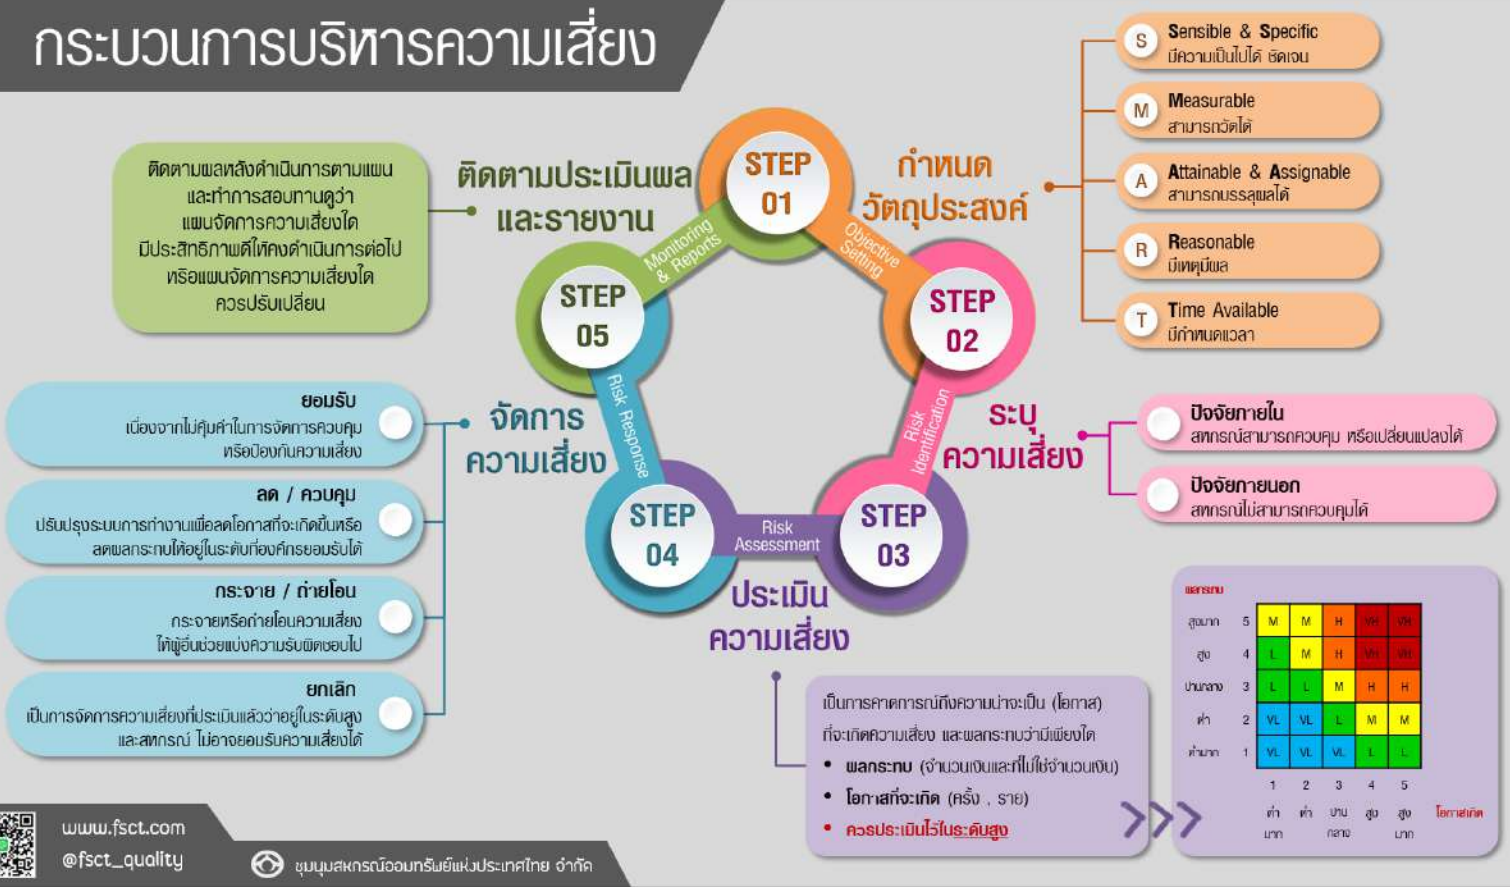 กระบวนการบริหารความเสี่ยง
STEP
01
กำหนด
วัตถุประสงค์
Objective
Setting
S
Sensible & Specific
มีความเป็นไปได้ ชัดเจน
M
Measurable
สามารถวัดได้
A
Attainable & Assignable
สามารถบรรลุผลได้
R
Reasonable
มีเหตุมีผล
T
Time Available
มีกำหนดแวลา
STEP
02
ระบุ
ความเสี่ยง
Risk
Identification
ปัจจัยภายใน
สหกรณ์สามารถควบคุม หรือเปลี่ยนแปลงได้
ปัจจัยภายนอก
สหกรณ์ไม่สามารถควบคุมได้
STEP
03
Risk
Assessment
ประเมิน
ความเสี่ยง
เป็นการคาดการณ์ถึงความน่าจะเป็น (โอกาส)
ที่จะเกิดความเสี่ยง และผลกระทบว่ามีเพียงใด
• ผลกระทบ (จำนวนเงินและที่ไม่ใช่จำนวนเงิน)
• โอกาสที่จะเกิด (ครั้ง , ราย)
• ควรประเมินไว้ในระดับสูง
ผลกระทบ
สูงมาก 5 M M H VH VH
สูง 4 L M H VH VH
ปานกลาง 3 L L M H H
ต่ำ 2 VL VL L M M
ต่ำมาก 1 VL VL VL L L
1 2 3 4 5
ต่ำ ต่ำ ปาน สูง สูง โอกาสเกิด
มาก กลาง มาก
STEP
04
Risk Response
จัดการ
ความเสี่ยง
ยอมรับ
เนื่องจากไม่คุ้มค่าในการจัดการควบคุม
หรือป้องกันความเสี่ยง
ลด / ควบคุม
ปรับปรุงระบบการทำงานเพื่อลดโอกาสที่จะเกิดขึ้นหรือ
ลดผลกระทบให้อยู่ในระดับที่องค์กรยอมรับได้
กระจาย / ถ่ายโอน
กระจายหรือถ่ายโอนความเสี่ยง
ให้ผู้อื่นช่วยแบ่งความรับผิดชอบไป
ยกเลิก
เป็นการจัดการความเสี่ยงที่ประเมินแล้วว่าอยู่ในระดับสูง
และสหกรณ์ ไม่อาจยอมรับความเสี่ยงได้
STEP
05
Monitoring
& Reports
ติดตามประเมินผล
และรายงาน
ติดตามผลหลังดำเนินการตามแผน
และทำการสอบทานดูว่า
แผนจัดการความเสี่ยงใด
มีประสิทธิภาพดีให้คงดำเนินการต่อไป
หรือแผนจัดการความเสี่ยงใด
ควรปรับเปลี่ยน
www.fsct.com
@fsct_quality
ชุมนุมสหกรณ์ออมทรัพย์แห่งประเทศไทย จำกัด